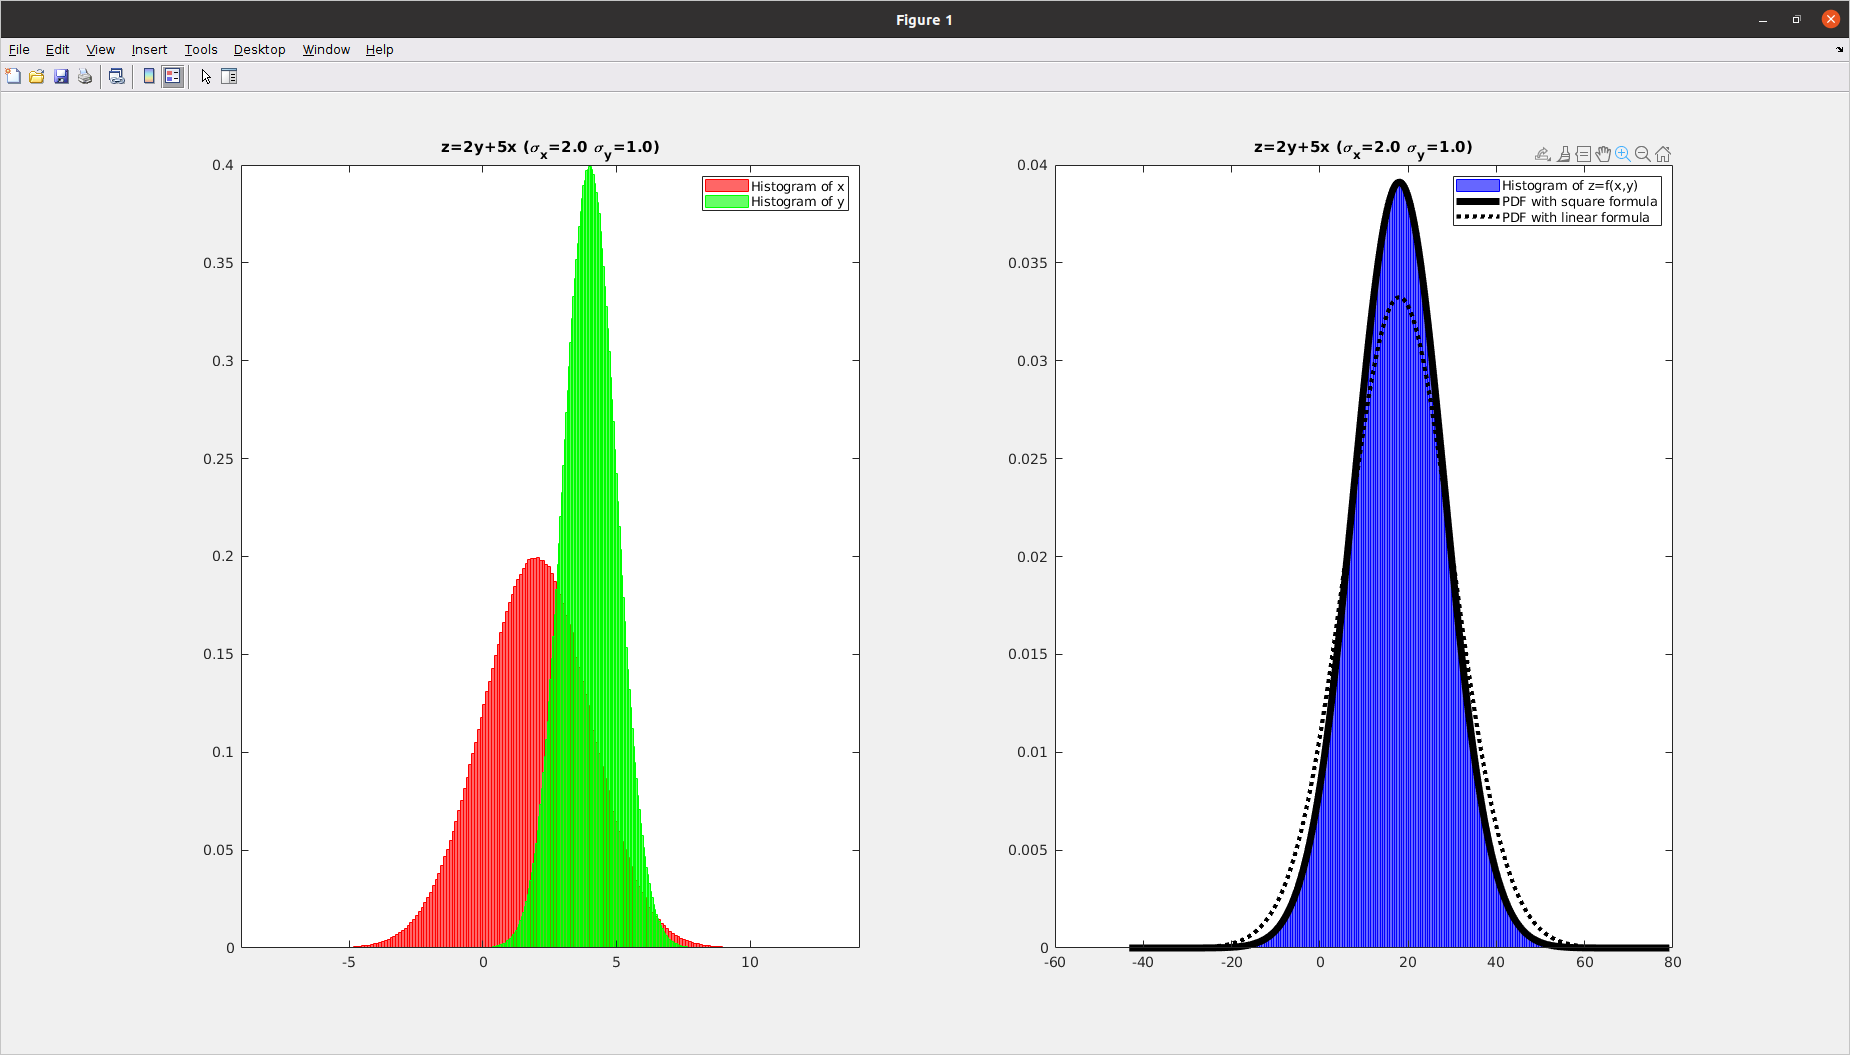 Figure 1
File Edit View Insert Tools Desktop Window Help
z=2y+5x (σx=2.0 σy=1.0)
0.4
0.35
0.3
0.25
0.2
0.15
0.1
0.05
0
-5 0 5 10
Histogram of x
Histogram of y
z=2y+5x (σx=2.0 σy=1.0)
0.04
0.035
0.03
0.025
0.02
0.015
0.01
0.005
0
-60 -40 -20 0 20 40 60 80
Histogram of z=f(x,y)
PDF with square formula
PDF with linear formula